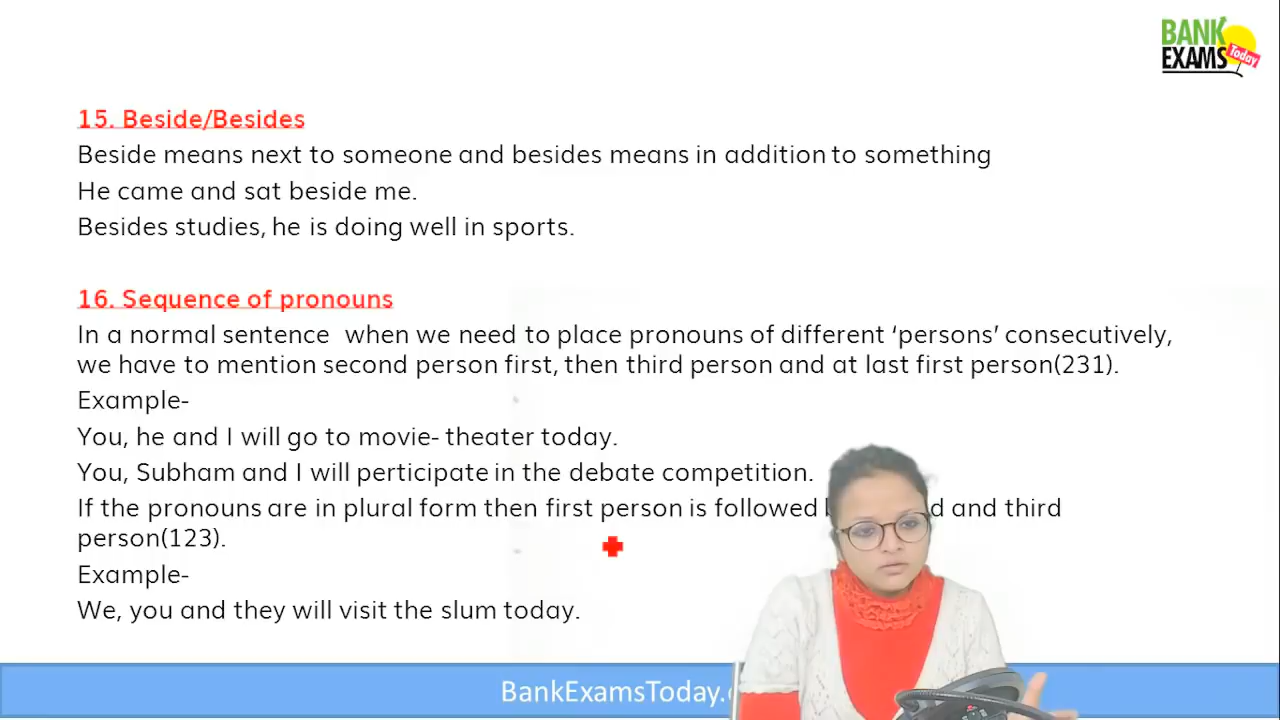 BANK
EXAMS
Today
15. Beside/Besides
Beside means next to someone and besides means in addition to something
He came and sat beside me.
Besides studies, he is doing well in sports.
16. Sequence of pronouns
In a normal sentence when we need to place pronouns of different ‘persons’ consecutively,
we have to mention second person first, then third person and at last first person(231).
Example-
You, he and I will go to movie- theater today.
You, Subham and I will perticipate in the debate competition.
If the pronouns are in plural form then first person is followed and third
person(123).
Example-
We, you and they will visit the slum today.
BankExamsToday.